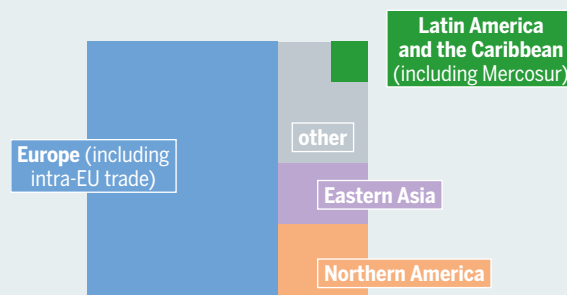 Latin America
and the Caribbean
(including Mercosur)
other
Europe (including
intra-EU trade)
Eastern Asia
Northern America